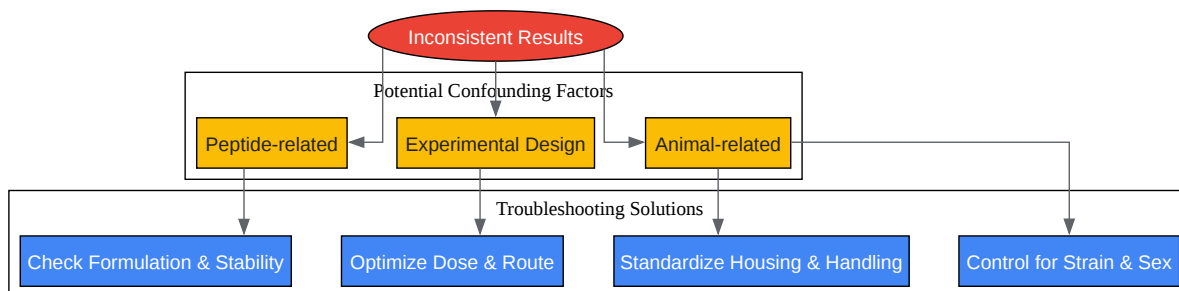 Inconsistent Results
Potential Confounding Factors
Peptide-related
Experimental Design
Animal-related
Troubleshooting Solutions
Check Formulation & Stability
Optimize Dose & Route
Standardize Housing & Handling
Control for Strain & Sex